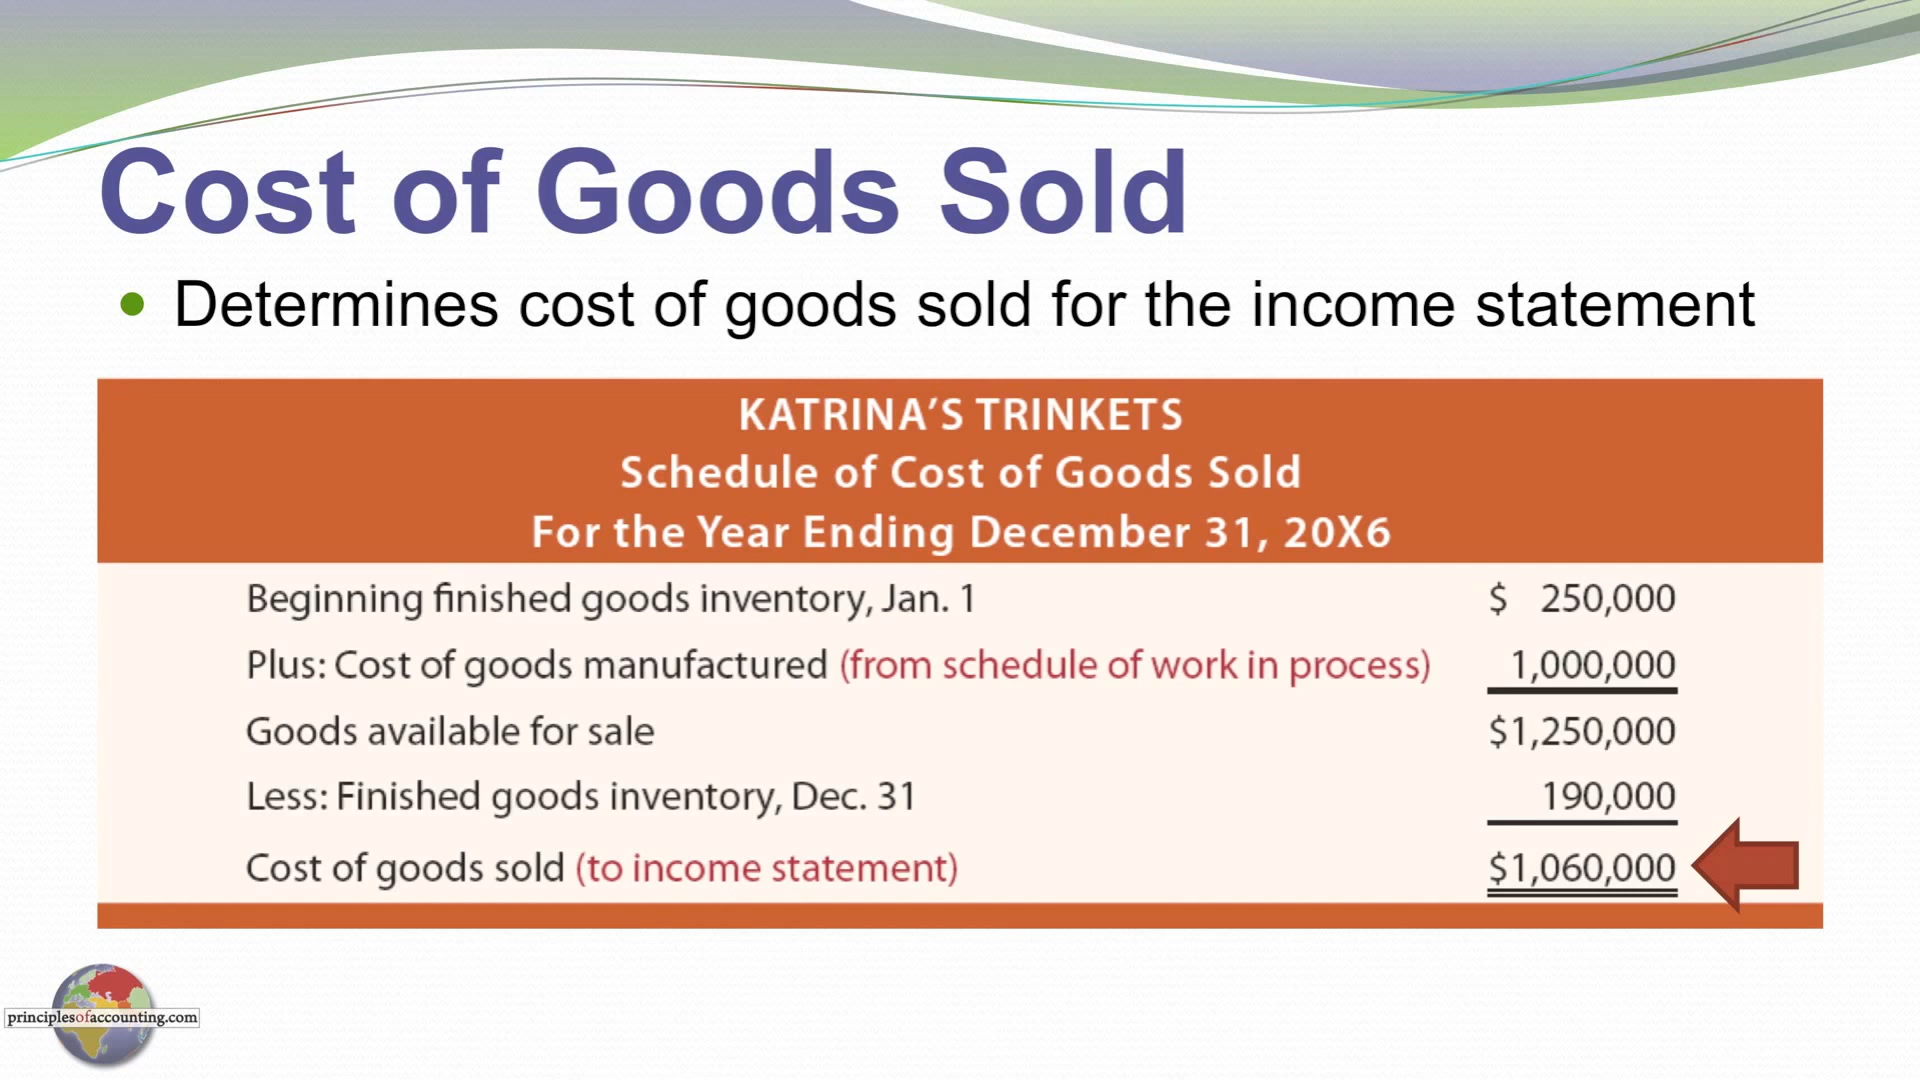 Cost of Goods Sold
• Determines cost of goods sold for the income statement
KATRINA’S TRINKETS
Schedule of Cost of Goods Sold
For the Year Ending December 31, 20X6
Beginning finished goods inventory, Jan. 1 $ 250,000
Plus: Cost of goods manufactured (from schedule of work in process) 1,000,000
Goods available for sale $1,250,000
Less: Finished goods inventory, Dec. 31 190,000
Cost of goods sold (to income statement) $1,060,000
principlesofaccounting.com